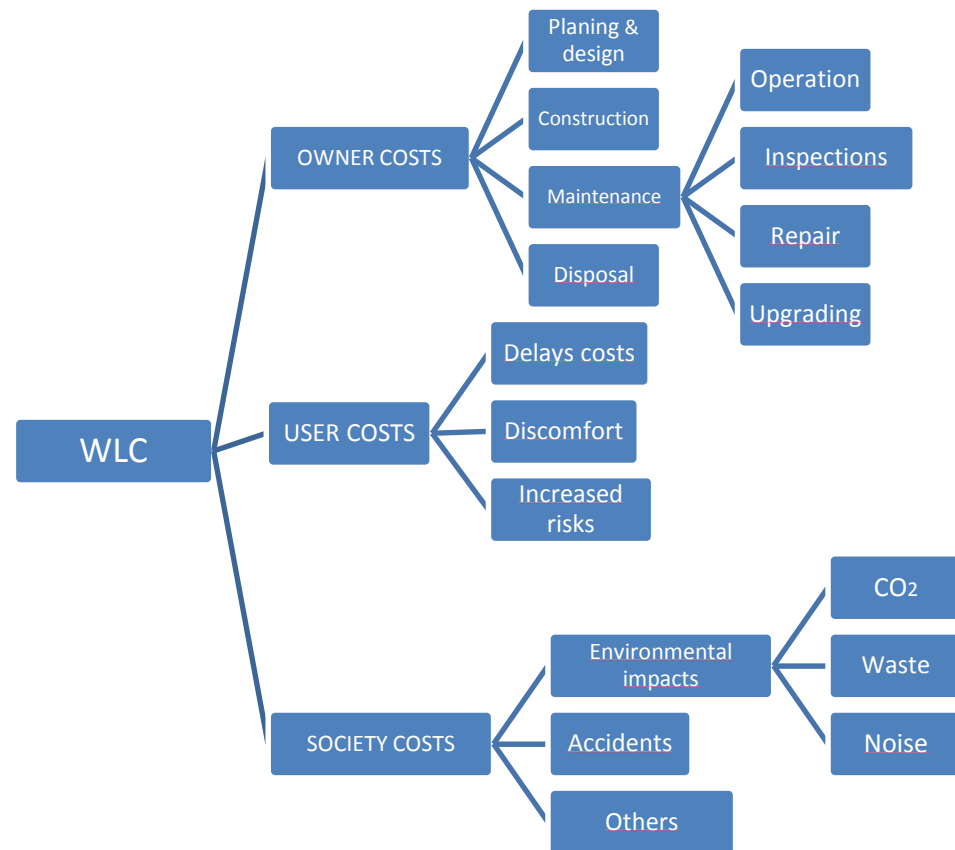 WLC
OWNER COSTS
Planing &
design
Construction
Maintenance
Disposal
Operation
Inspections
Repair
Upgrading
USER COSTS
Delays costs
Discomfort
Increased
risks
SOCIETY COSTS
Environmental
impacts
Accidents
Others
CO2
Waste
Noise